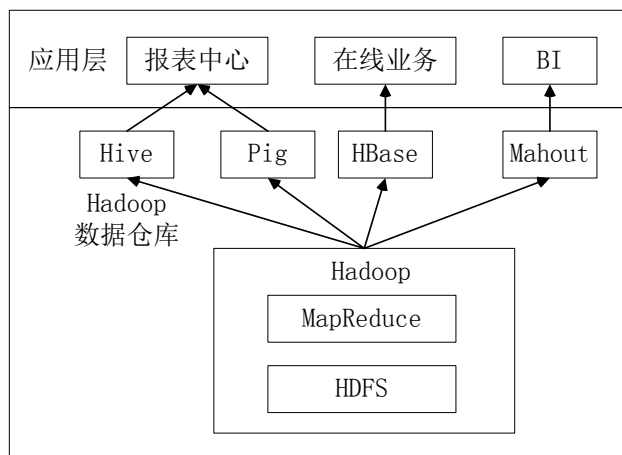 应用层
报表中心
在线业务
BI
Hive
Pig
HBase
Mahout
Hadoop
数据仓库
Hadoop
MapReduce
HDFS